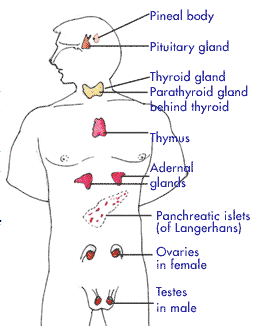 Pineal body
Pituitary gland
Thyroid gland
Parathyroid gland
behind thyroid
Thymus
Adernal
glands
Panchreatic islets
(of Langerhans)
Ovaries
in female
Testes
in male